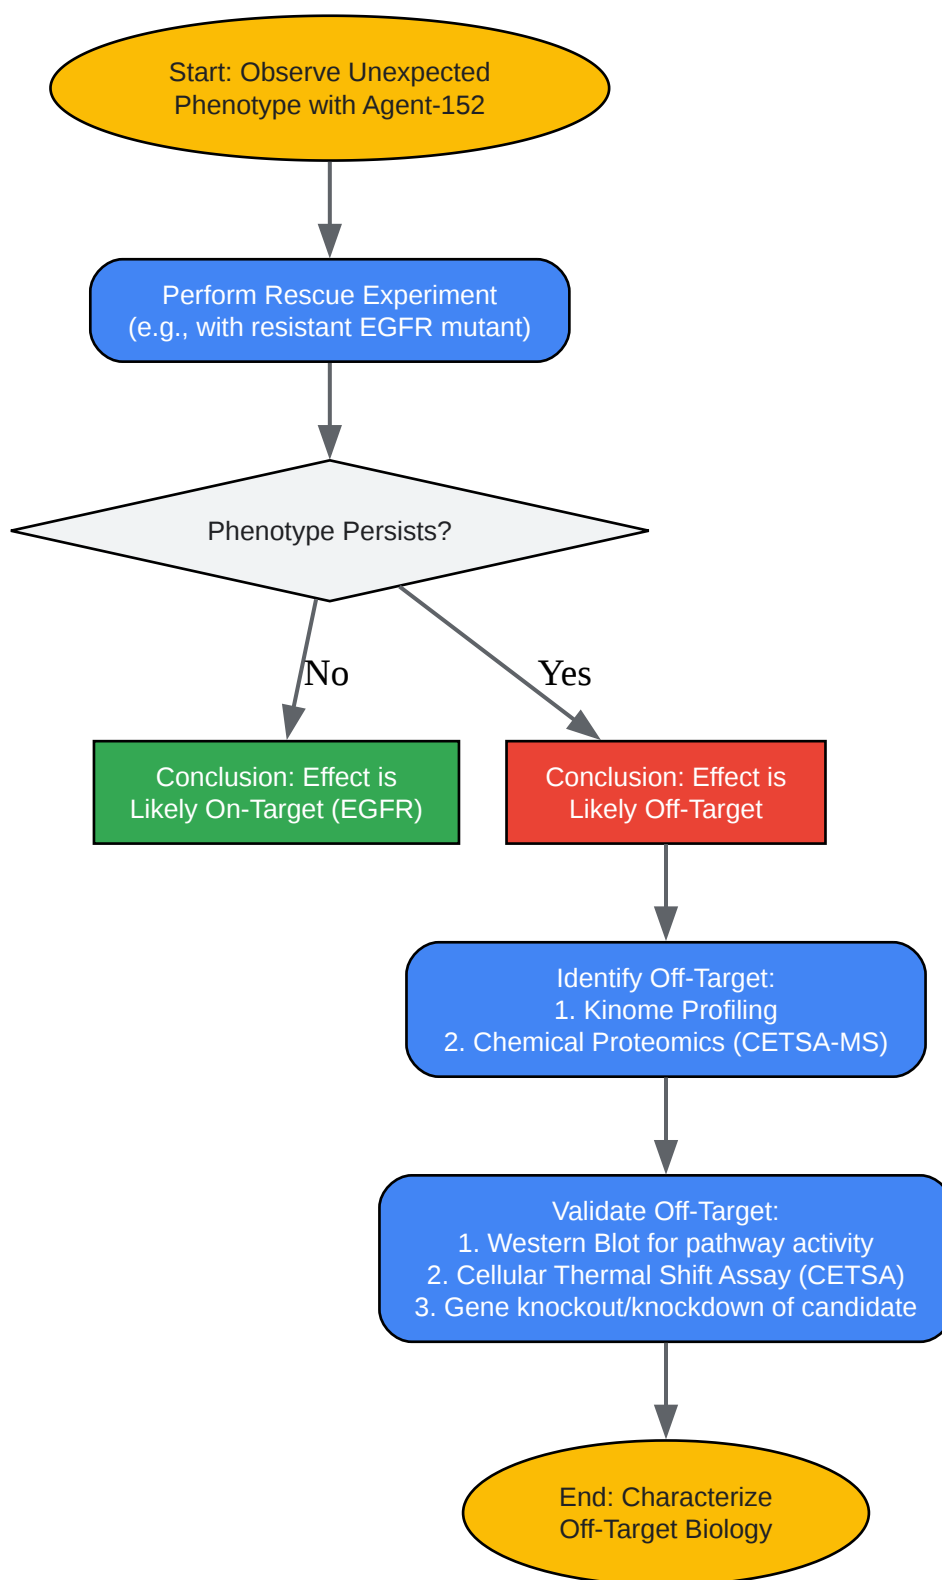 Start: Observe Unexpected
Phenotype with Agent-152
Perform Rescue Experiment
(e.g., with resistant EGFR mutant)
Phenotype Persists?
No
Yes
Conclusion: Effect is
Likely On-Target (EGFR)
Conclusion: Effect is
Likely Off-Target
Identify Off-Target:
1. Kinome Profiling
2. Chemical Proteomics (CETSA-MS)
Validate Off-Target:
1. Western Blot for pathway activity
2. Cellular Thermal Shift Assay (CETSA)
3. Gene knockout/knockdown of candidate
End: Characterize
Off-Target Biology